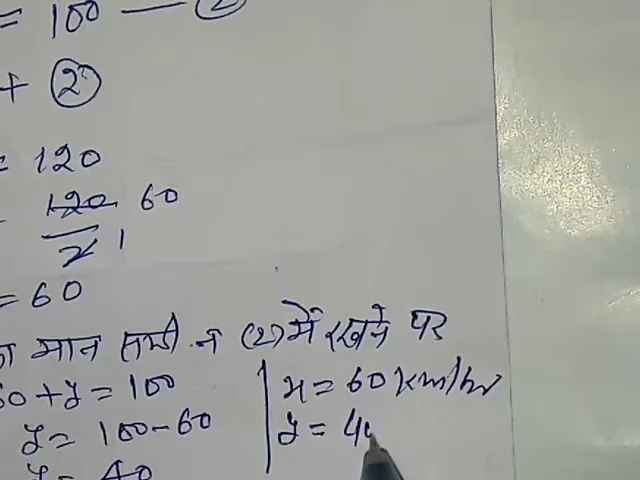 = 100 — 2
+ 2
= 120
120 60
2 1
= 60
मान समी. न (2) में रखने पर
60 + y = 100
y = 100 - 60
y = 40
x = 60 km/hr
y = 40